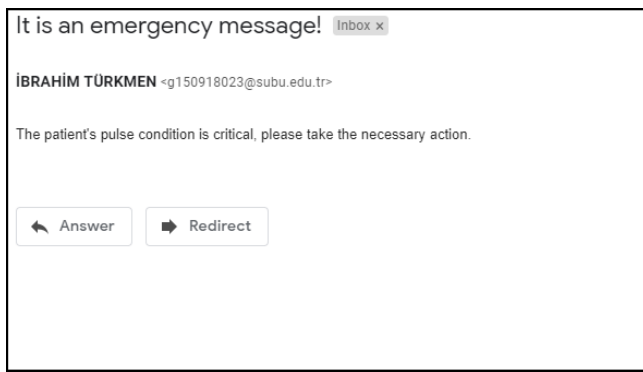 It is an emergency message! Inbox x
İBRAHİM TÜRKMEN <g150918023@subu.edu.tr>
The patient's pulse condition is critical, please take the necessary action.
Answer Redirect